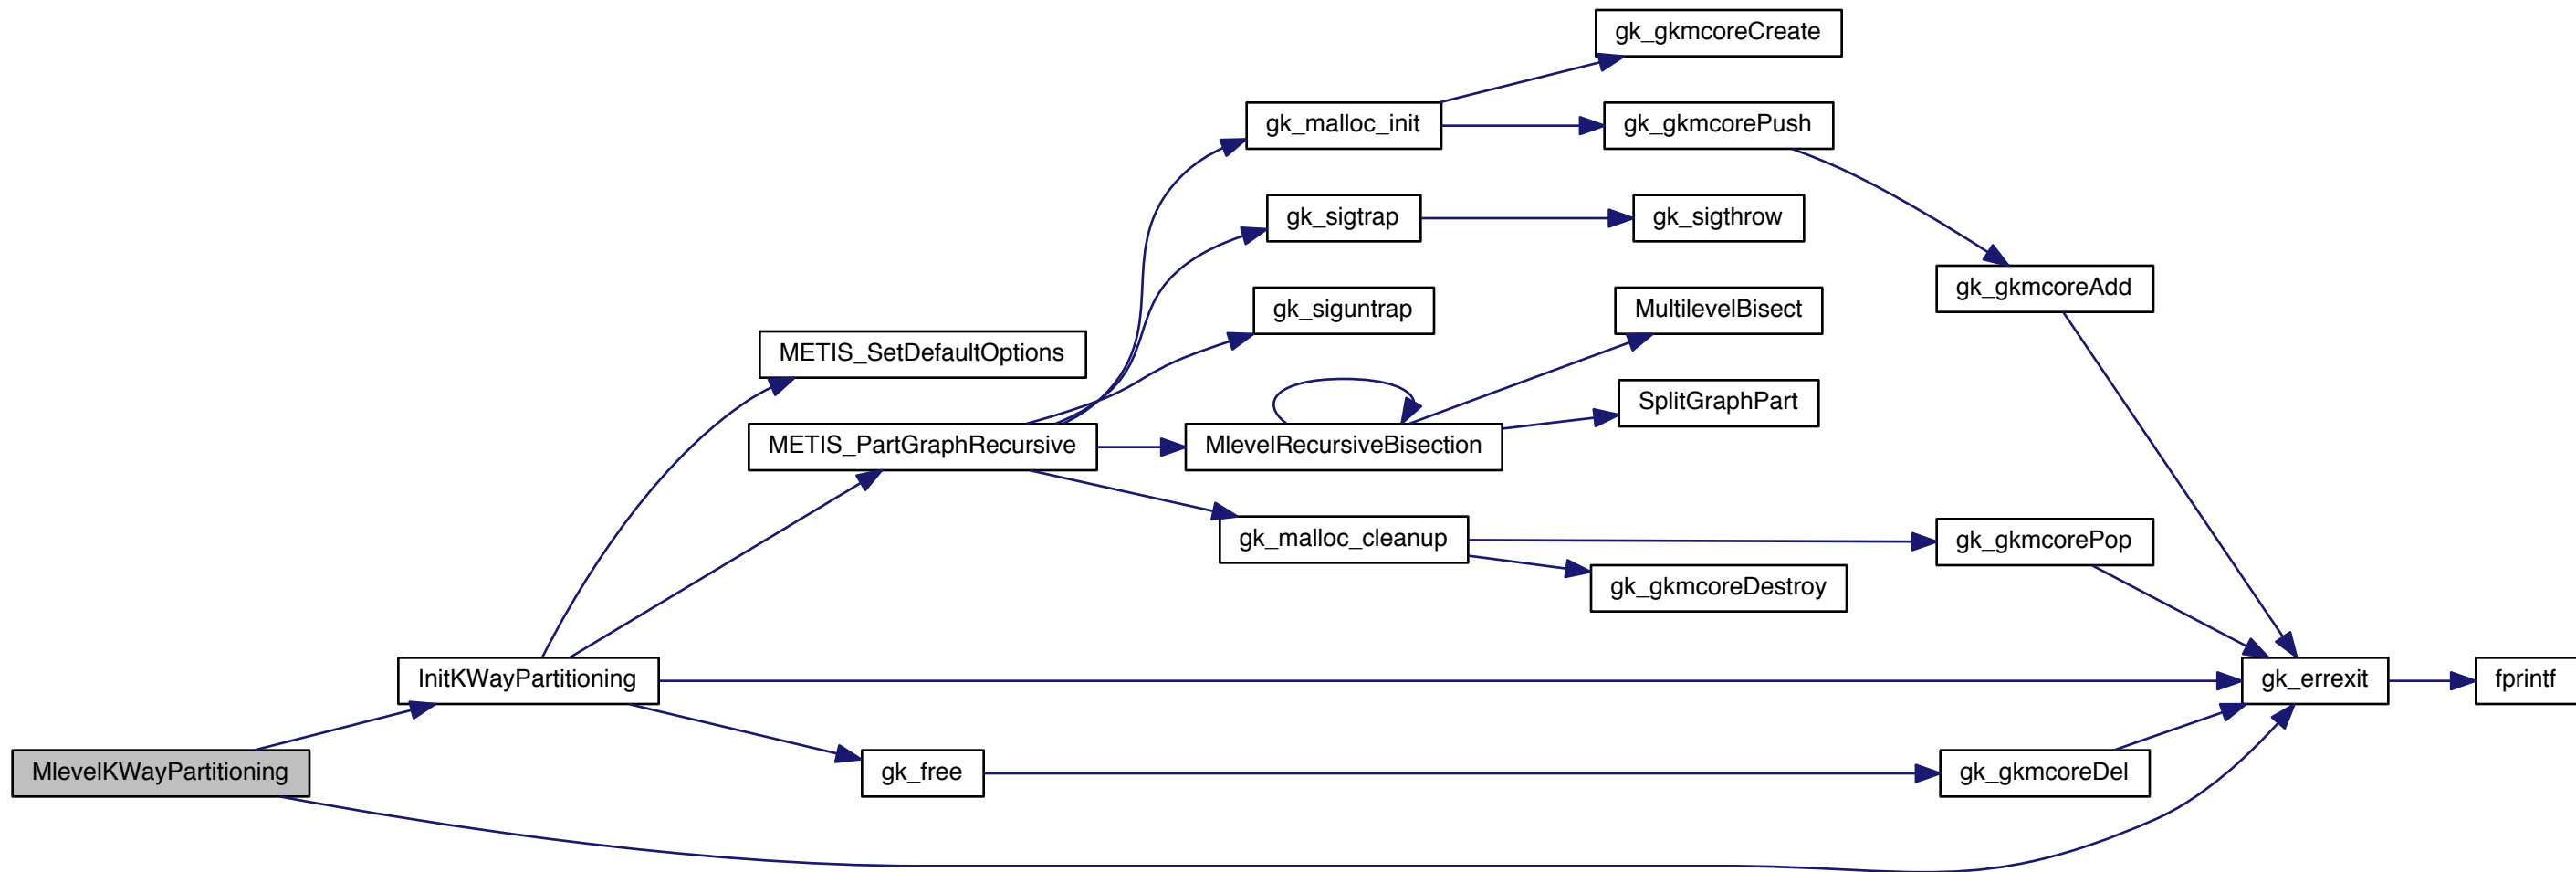 gk_gkmcoreCreate
gk_malloc_init
gk_gkmcorePush
gk_sigtrap
gk_sigthrow
gk_gkmcoreAdd
gk_siguntrap
MultilevelBisect
METIS_SetDefaultOptions
SplitGraphPart
METIS_PartGraphRecursive
MlevelRecursiveBisection
gk_malloc_cleanup
gk_gkmcorePop
gk_gkmcoreDestroy
InitKWayPartitioning
gk_errexit
fprintf
MlevelKWayPartitioning
gk_free
gk_gkmcoreDel